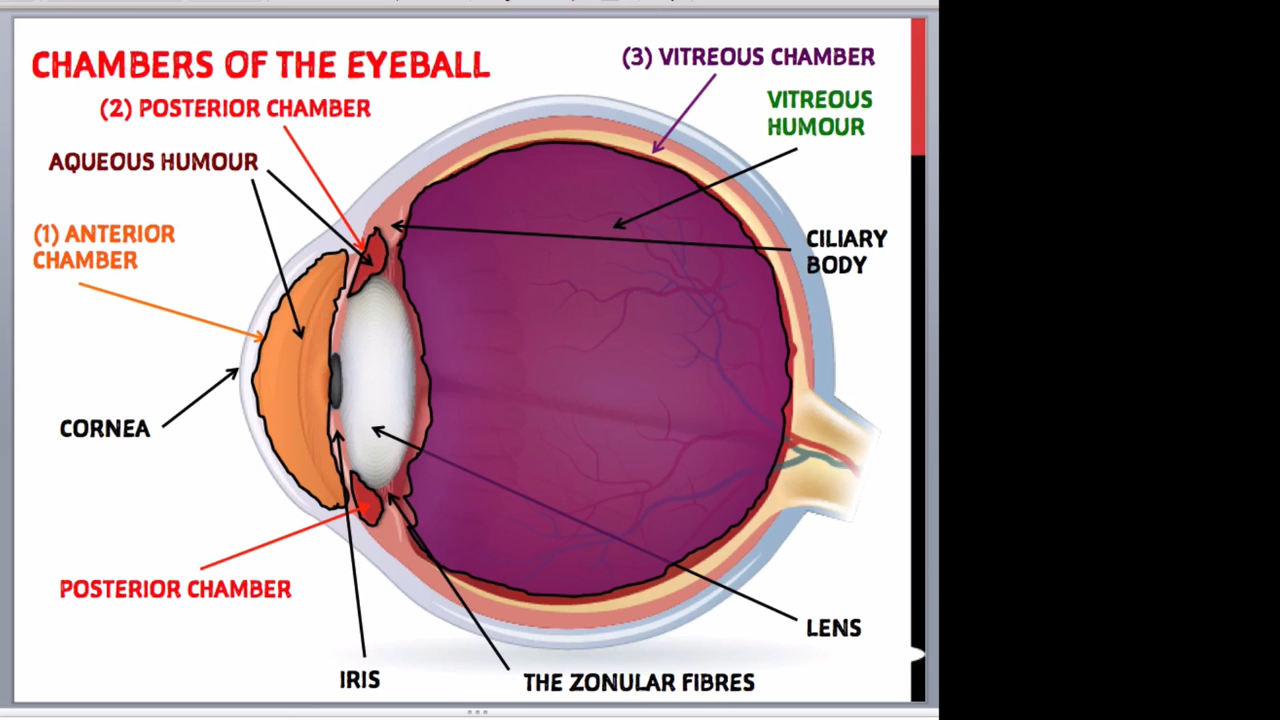 CHAMBERS OF THE EYEBALL
(3) VITREOUS CHAMBER
(2) POSTERIOR CHAMBER
VITREOUS
HUMOUR
AQUEOUS HUMOUR
(1) ANTERIOR
CHAMBER
CILIARY
BODY
CORNEA
POSTERIOR CHAMBER
LENS
IRIS
THE ZONULAR FIBRES